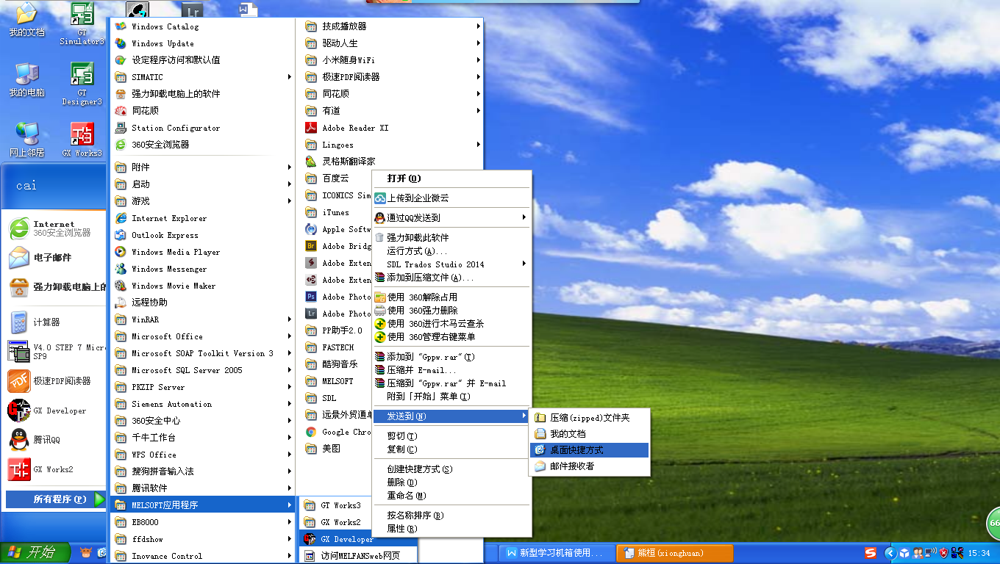 我的文档
GT
Simulator3
我的电脑
GT
Designer3
网上邻居
GX Works3
cai
Internet
360安全浏览器
电子邮件
强力卸载电脑上的
计算器
V4.0 STEP 7 Micr
SP9
极速PDF阅读器
GX Developer
腾讯QQ
GX Works2
所有程序(P)
开始
Windows Catalog
Windows Update
设定程序访问和默认值
SIMATIC
强力卸载电脑上的软件
同花顺
Station Configurator
360安全浏览器
附件
启动
游戏
Internet Explorer
Outlook Express
Windows Media Player
Windows Messenger
Windows Movie Maker
远程协助
WinRAR
Microsoft Office
Microsoft SOAP Toolkit Version 3
Microsoft SQL Server 2005
PKZIP Server
Siemens Automation
360安全中心
千牛工作台
WPS Office
搜狗拼音输入法
腾讯软件
MELSOFT应用程序
EB8000
ffdshow
Inovance Control
技成播放器
驱动人生
小米随身WiFi
极速PDF阅读器
同花顺
有道
Adobe Reader XI
Lingoes
灵格斯翻译家
百度云
ICONICS Sim
iTunes
Apple Softw
Adobe Bridg
Adobe Exten
Adobe Exten
Adobe Photo
Adobe Photo
PP助手2.0
FASTECH
酷狗音乐
MELSOFT
SDL
远景外贸通单
Google Chro
美图
GT Works3
GX Works2
GX Developer
访问MELFANSweb网页
打开(O)
上传到企业微云
通过QQ发送到
强力卸载此软件
运行方式(A)...
SDL Trados Studio 2014
添加到压缩文件(A)...
使用 360解除占用
使用 360强力删除
使用 360进行木马云查杀
使用 360管理右键菜单
添加到 "Gppw.rar"(T)
压缩并 E-mail...
压缩到 "Gppw.rar" 并 E-mail
附到「开始」菜单(I)
发送到(N)
剪切(T)
复制(C)
创建快捷方式(S)
删除(D)
重命名(M)
按名称排序(B)
属性(R)
压缩(zipped)文件夹
我的文档
桌面快捷方式
邮件接收者
新型学习机箱使用...
熊恒(xionghuan)
66
15:34